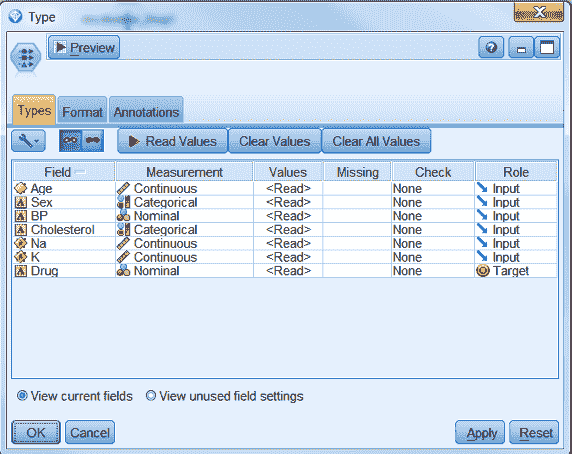 Type
Preview
Types Format Annotations
Read Values Clear Values Clear All Values
Field Measurement Values Missing Check Role
Age Continuous <Read> None Input
Sex Categorical <Read> None Input
BP Nominal <Read> None Input
Cholesterol Categorical <Read> None Input
Na Continuous <Read> None Input
K Continuous <Read> None Input
Drug Nominal <Read> None Target
View current fields View unused field settings
OK Cancel Apply Reset